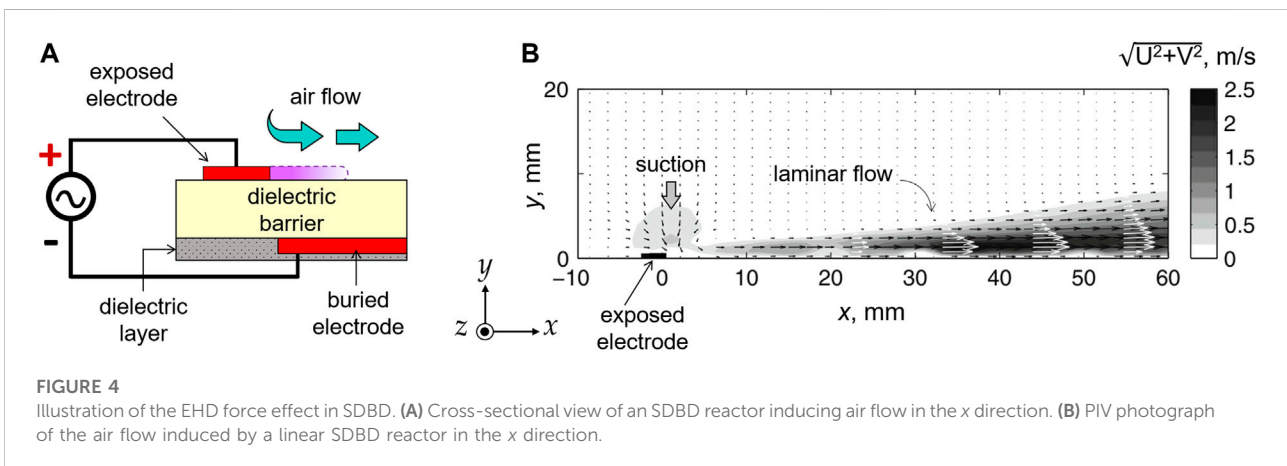 A
exposed
electrode
air flow
+
-
dielectric
barrier
dielectric
layer
buried
electrode
y
z
x
B
√U²+V², m/s
20
10
0
y, mm
suction
laminar flow
2.5
2
1.5
1
0.5
0
−10
0
10
20
30
40
50
60
x, mm
exposed
electrode
FIGURE 4
Illustration of the EHD force effect in SDBD. (A) Cross-sectional view of an SDBD reactor inducing air flow in the x direction. (B) PIV photograph
of the air flow induced by a linear SDBD reactor in the x direction.